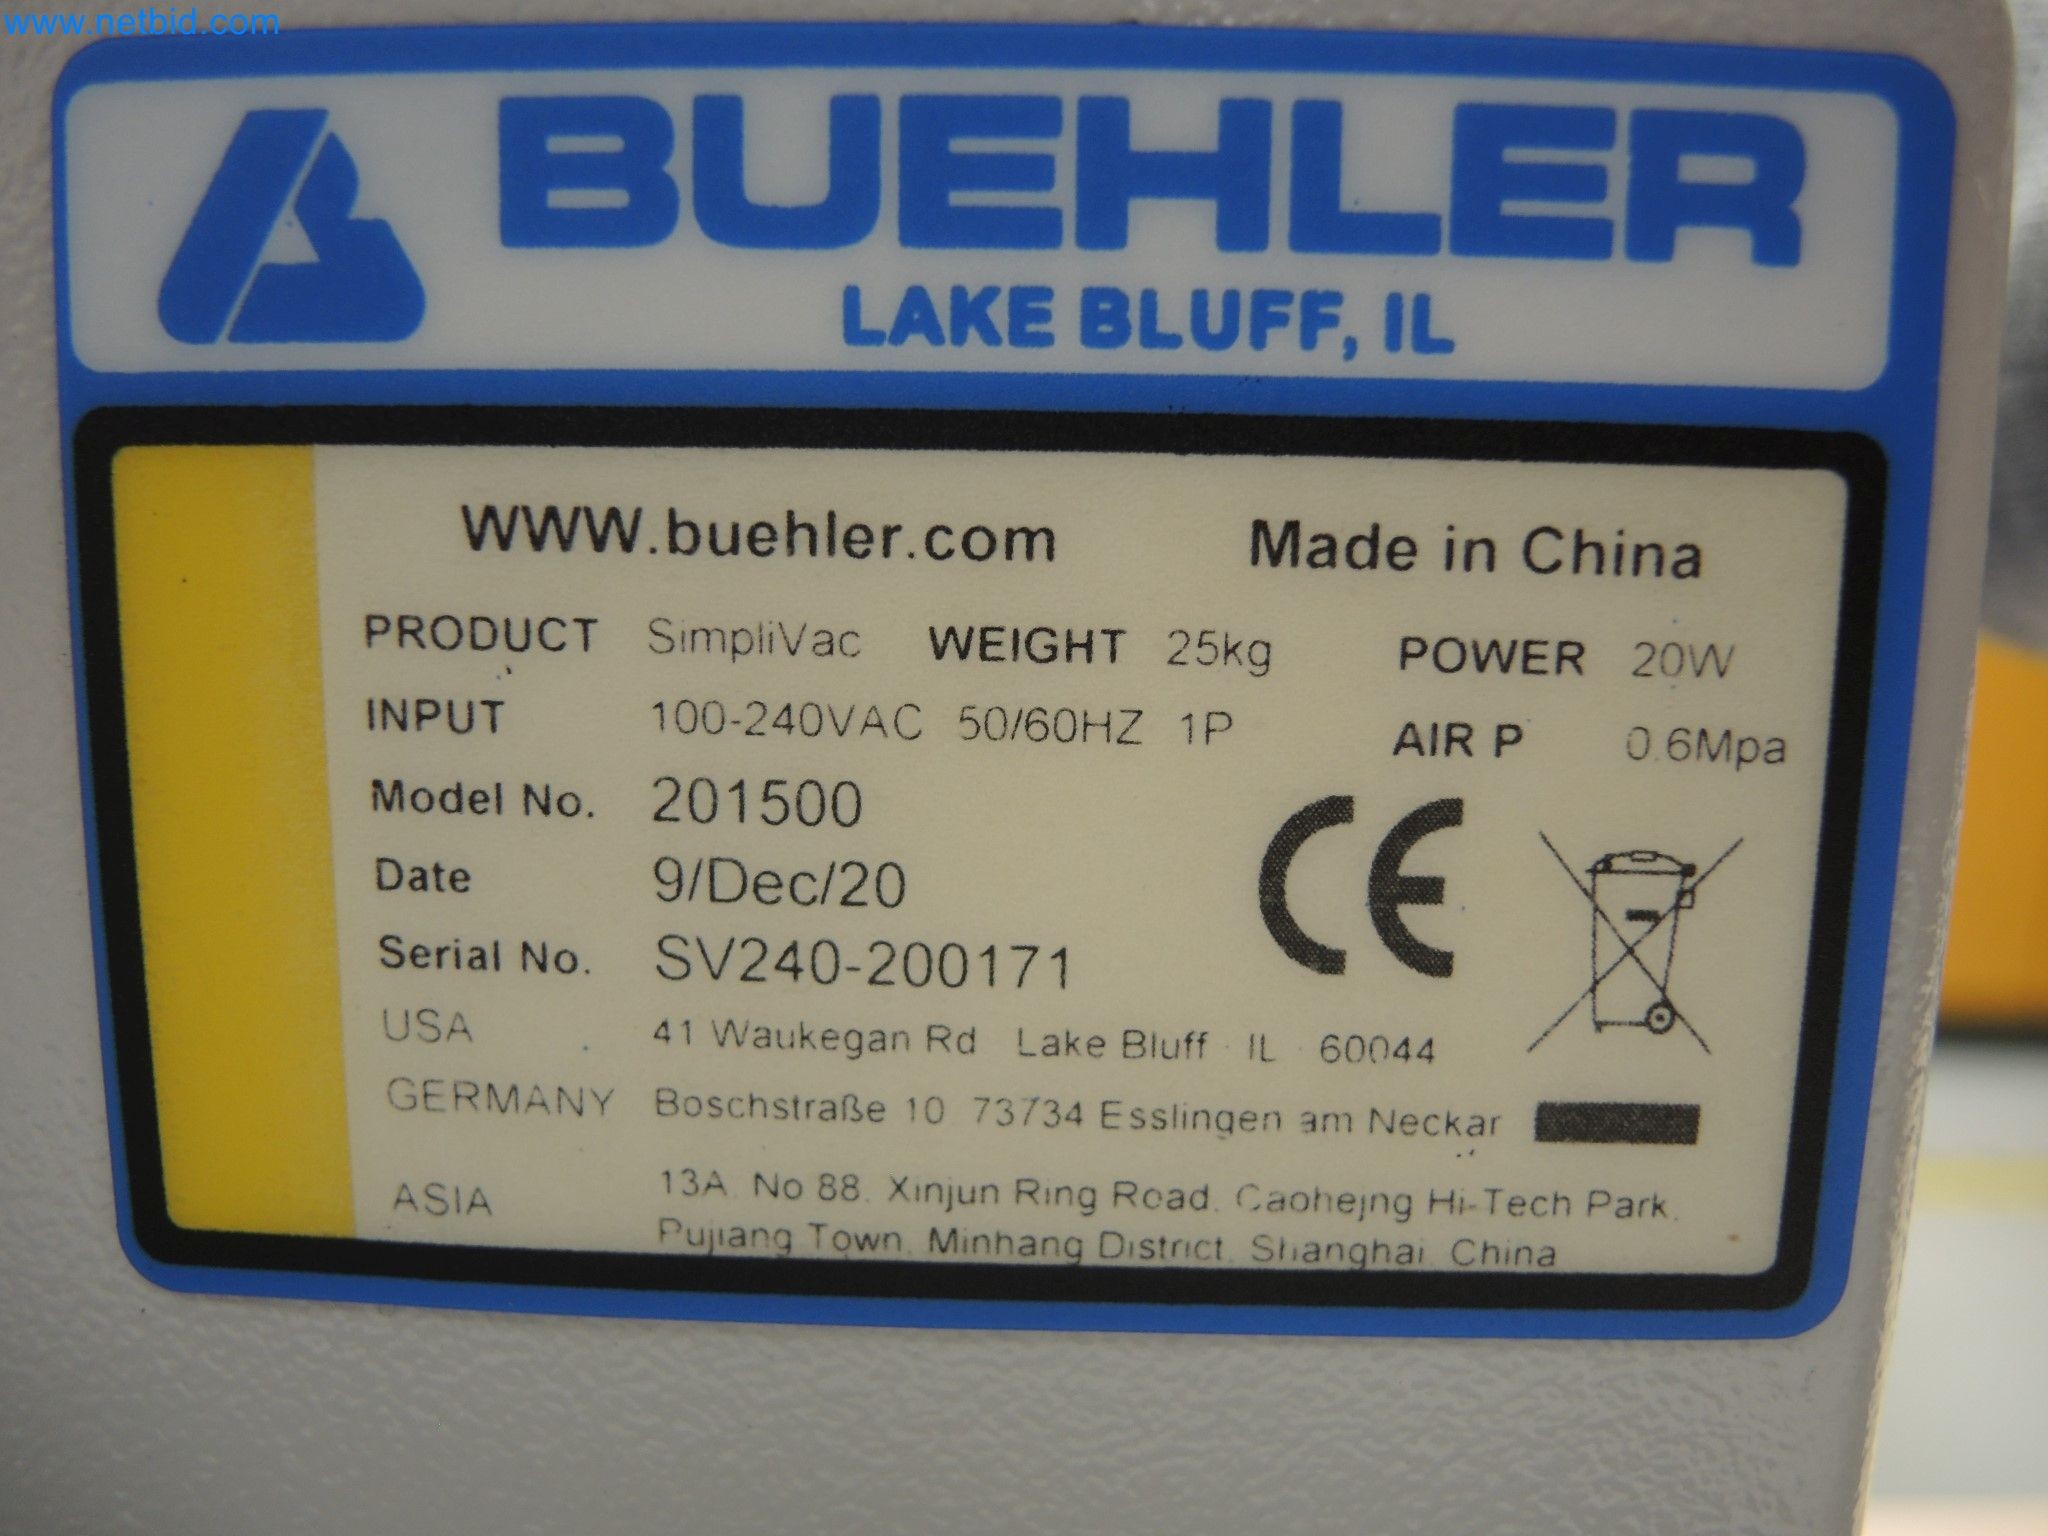 www.netbid.com
BUEHLER
LAKE BLUFF, IL
WWW.buehler.com Made in China
PRODUCT SimpliVac WEIGHT 25kg POWER 20W
INPUT 100-240VAC 50/60HZ 1P AIR P 0.6Mpa
Model No. 201500
Date 9/Dec/20
Serial No. SV240-200171
CE
USA 41 Waukegan Rd Lake Bluff IL 60044
GERMANY Boschstraße 10 73734 Esslingen am Neckar
ASIA 13A. No 88. Xinjun Ring Road. Caohejng Hi-Tech Park.
Pujiang Town. Minhang District. Shanghai. China